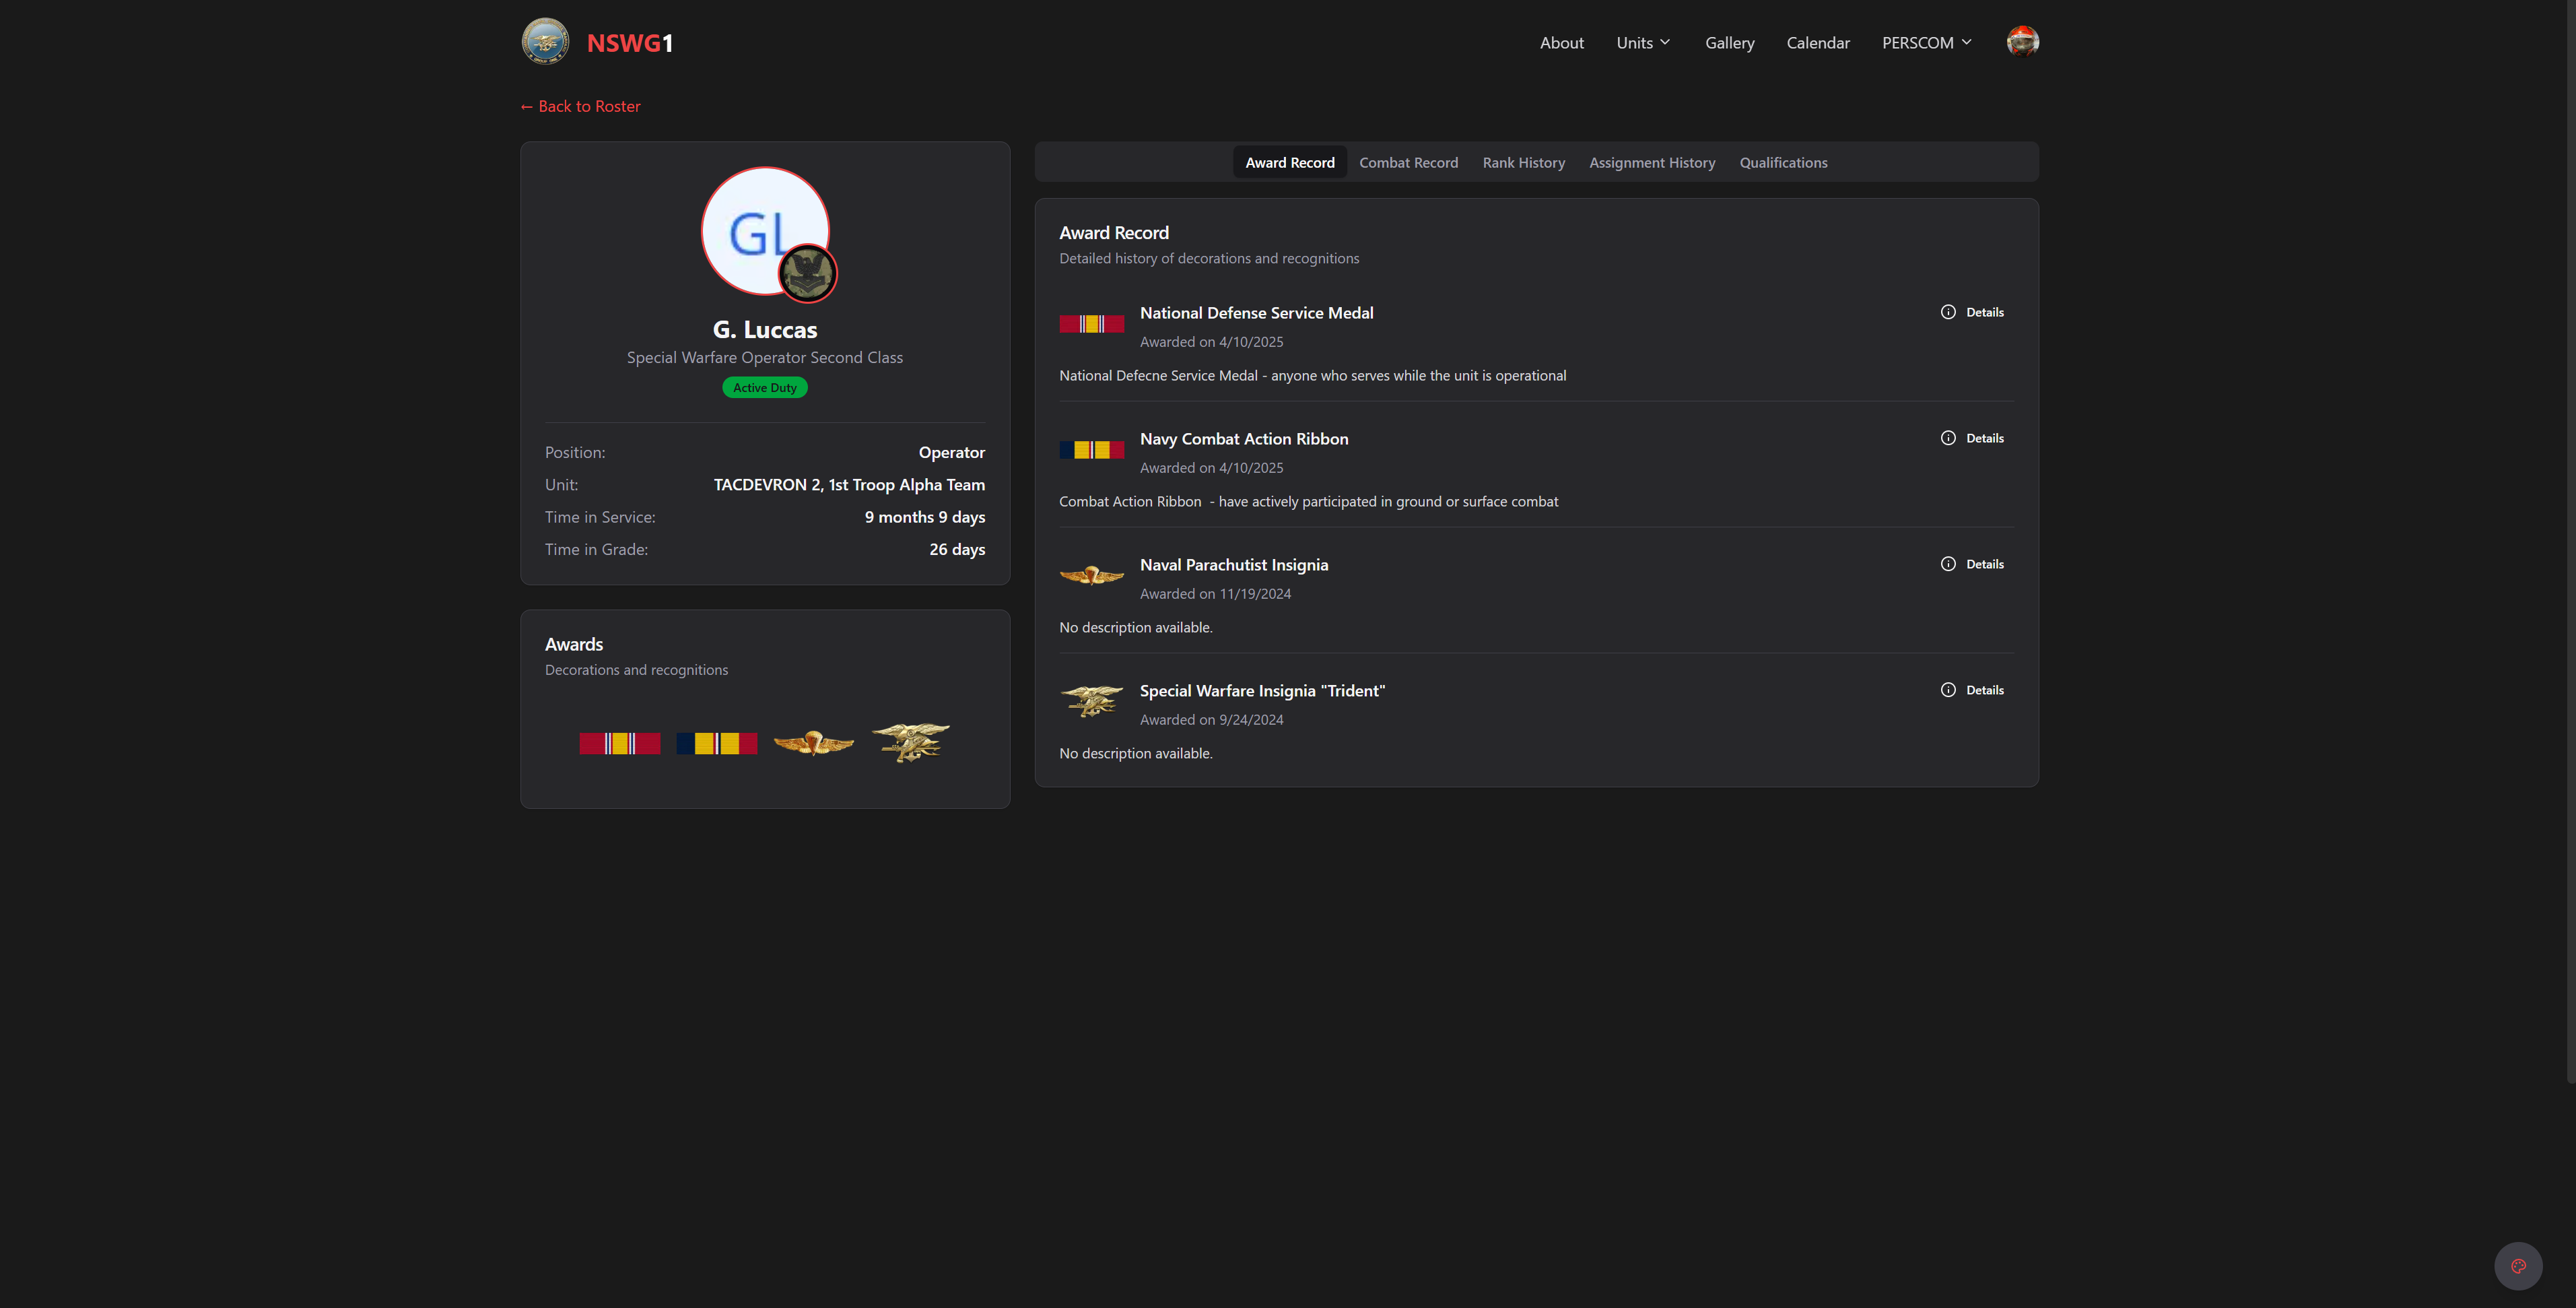 NSWG1
About
Units
Gallery
Calendar
PERSCOM
← Back to Roster
GL
G. Luccas
Special Warfare Operator Second Class
Active Duty
Position: Operator
Unit: TACDEVRON 2, 1st Troop Alpha Team
Time in Service: 9 months 9 days
Time in Grade: 26 days
Awards
Decorations and recognitions
Award Record
Combat Record
Rank History
Assignment History
Qualifications
Award Record
Detailed history of decorations and recognitions
National Defense Service Medal
Details
Awarded on 4/10/2025
National Defecne Service Medal - anyone who serves while the unit is operational
Navy Combat Action Ribbon
Details
Awarded on 4/10/2025
Combat Action Ribbon  - have actively participated in ground or surface combat
Naval Parachutist Insignia
Details
Awarded on 11/19/2024
No description available.
Special Warfare Insignia "Trident"
Details
Awarded on 9/24/2024
No description available.